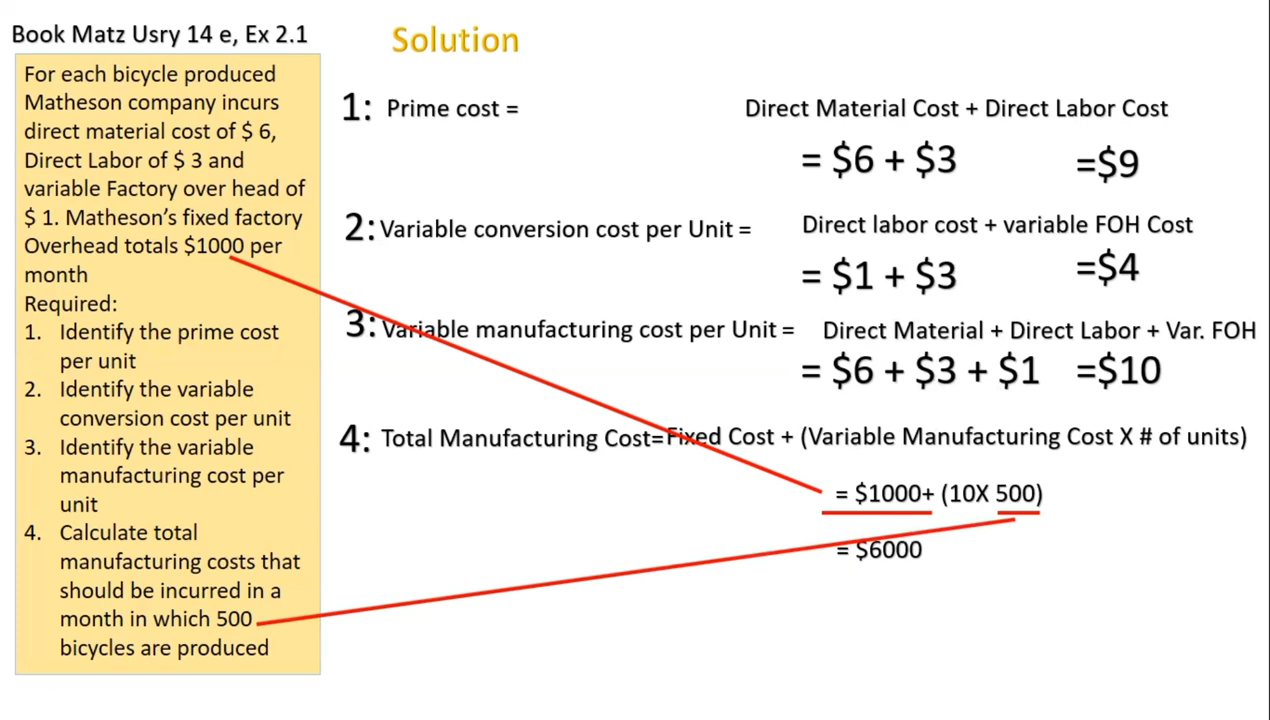 Book Matz Usry 14 e, Ex 2.1
For each bicycle produced
Matheson company incurs
direct material cost of $ 6,
Direct Labor of $ 3 and
variable Factory over head of
$ 1. Matheson’s fixed factory
Overhead totals $1000 per
month
Required:
1. Identify the prime cost
per unit
2. Identify the variable
conversion cost per unit
3. Identify the variable
manufacturing cost per
unit
4. Calculate total
manufacturing costs that
should be incurred in a
month in which 500
bicycles are produced
Solution
1: Prime cost = Direct Material Cost + Direct Labor Cost
= $6 + $3 =$9
2: Variable conversion cost per Unit = Direct labor cost + variable FOH Cost
= $1 + $3 =$4
3: Variable manufacturing cost per Unit = Direct Material + Direct Labor + Var. FOH
= $6 + $3 + $1 =$10
4: Total Manufacturing Cost= Fixed Cost + (Variable Manufacturing Cost X # of units)
= $1000+ (10X 500)
= $6000